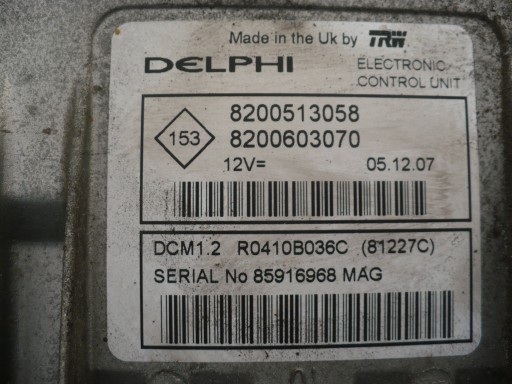 Made in the Uk by TRW
DELPHI ELECTRONIC
CONTROL UNIT
8200513058
153
8200603070
12V= 05.12.07
DCM1.2 R0410B036C (81227C)
SERIAL No 85916968 MAG